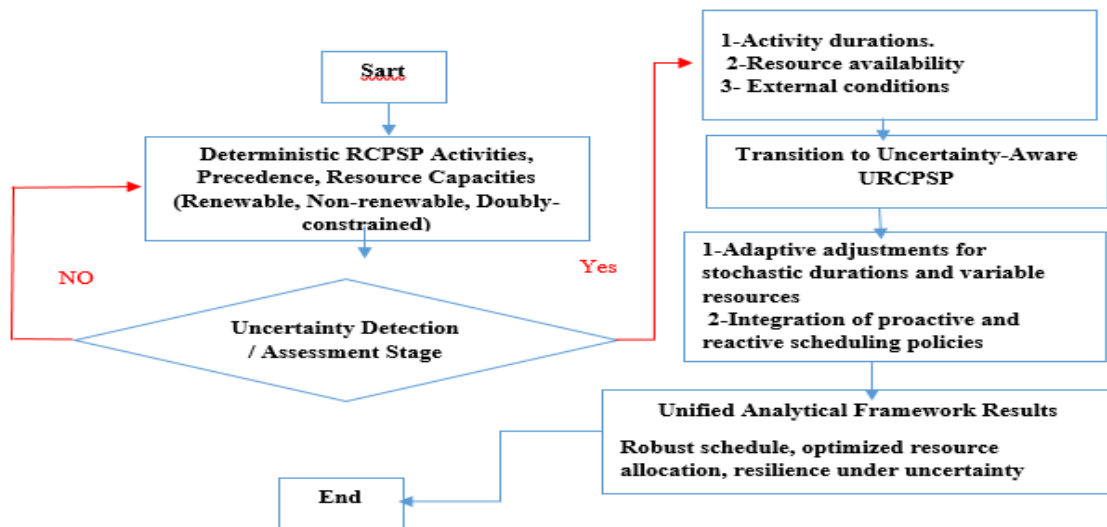 Sart
Deterministic RCPSP Activities,
Precedence, Resource Capacities
(Renewable, Non-renewable, Doubly-
constrained)
NO
Yes
Uncertainty Detection
/ Assessment Stage
1-Activity durations.
2-Resource availability
3- External conditions
Transition to Uncertainty-Aware
URCPSP
1-Adaptive adjustments for
stochastic durations and variable
resources
2-Integration of proactive and
reactive scheduling policies
Unified Analytical Framework Results
Robust schedule, optimized resource
allocation, resilience under uncertainty
End